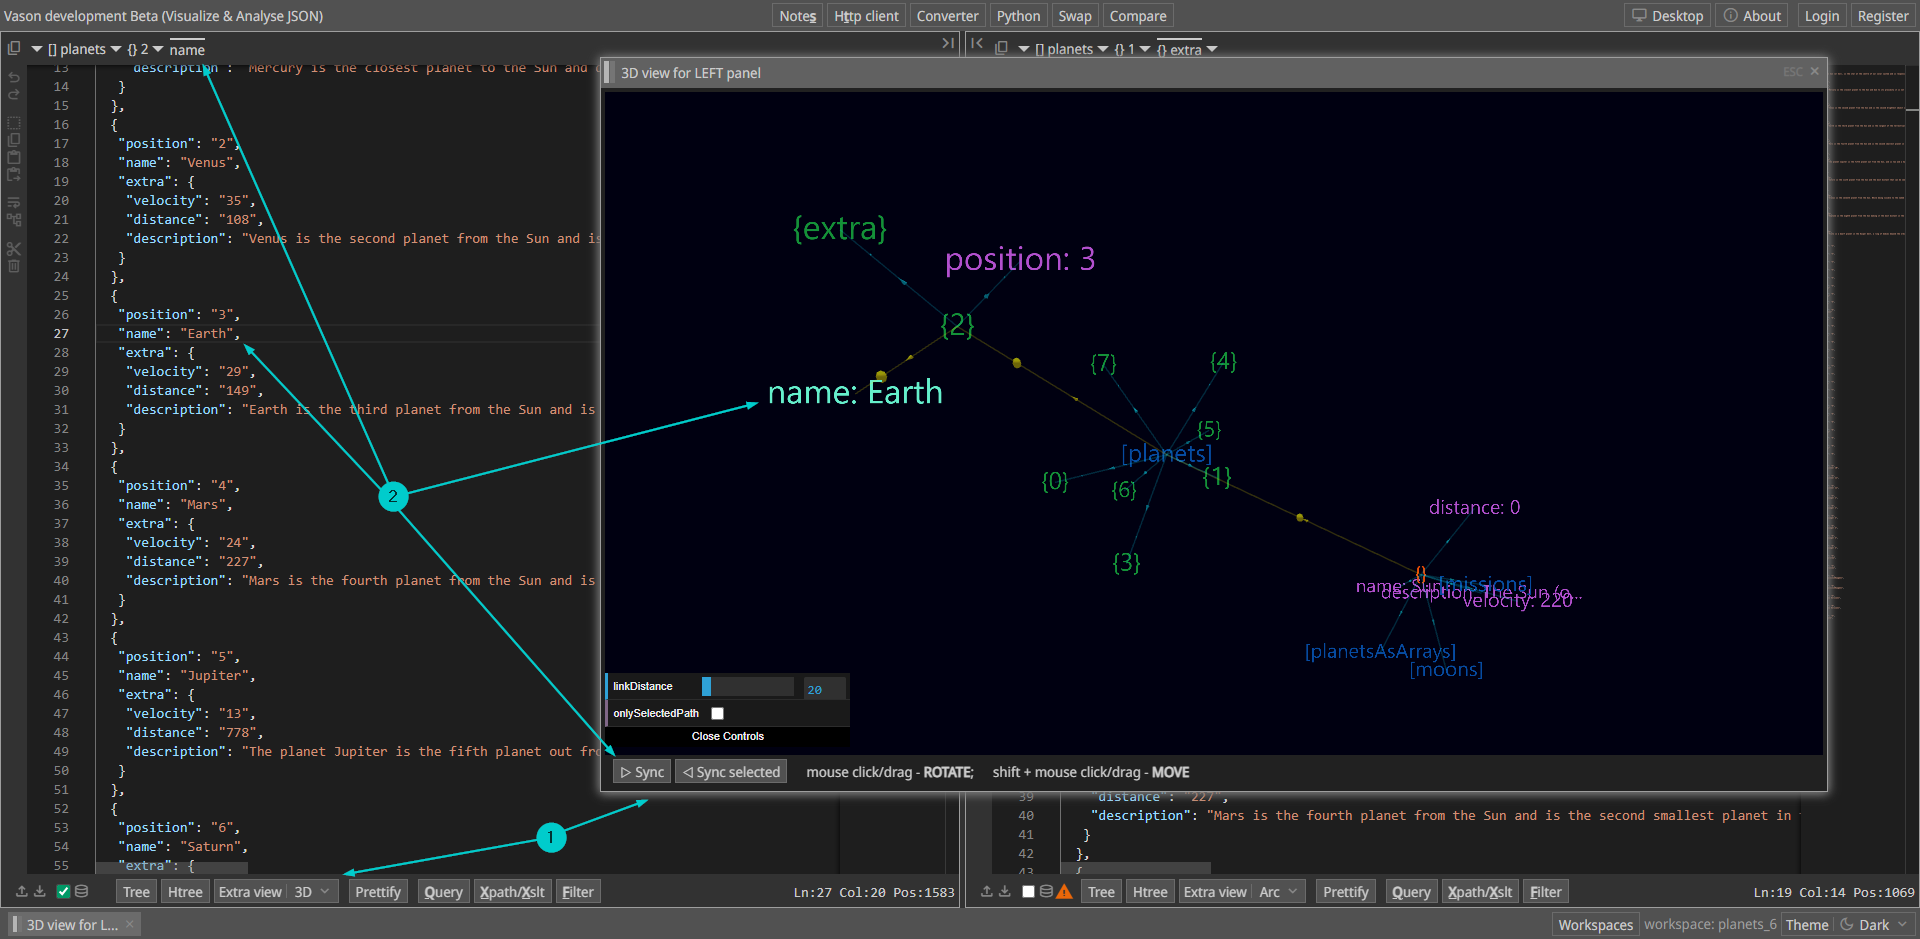 Vason development Beta (Visualize & Analyse JSON)
Notes Http client Converter Python Swap Compare
Desktop About Login Register
[] planets {} 2 name
[] planets {} 1 {} extra
13 "description": "Mercury is the closest planet to the Sun and
14 }
15 },
16 {
17 "position": "2",
18 "name": "Venus",
19 "extra": {
20 "velocity": "35",
21 "distance": "108",
22 "description": "Venus is the second planet from the Sun and is
23 }
24 },
25 {
26 "position": "3",
27 "name": "Earth",
28 "extra": {
29 "velocity": "29",
30 "distance": "149",
31 "description": "Earth is the third planet from the Sun and is
32 }
33 },
34 {
35 "position": "4",
36 "name": "Mars",
37 "extra": {
38 "velocity": "24",
39 "distance": "227",
40 "description": "Mars is the fourth planet from the Sun and is
41 }
42 },
43 {
44 "position": "5",
45 "name": "Jupiter",
46 "extra": {
47 "velocity": "13",
48 "distance": "778",
49 "description": "The planet Jupiter is the fifth planet out fro
50 }
51 },
52 {
53 "position": "6",
54 "name": "Saturn",
55 "extra": {
2
1
3D view for LEFT panel
ESC ×
{extra}
position: 3
{2}
name: Earth
{7}
{4}
{5}
[planets]
{0}
{6}
{1}
{3}
distance: 0
{}
name: Sun
[missions]
description: The Sun (o...
velocity: 220
[planetsAsArrays]
[moons]
linkDistance 20
onlySelectedPath
Close Controls
Sync Sync selected mouse click/drag - ROTATE; shift + mouse click/drag - MOVE
39 "distance": "227",
40 "description": "Mars is the fourth planet from the Sun and is the second smallest planet in
41 }
42 },
43 {
Tree Htree Extra view 3D Prettify Query Xpath/Xslt Filter Ln:27 Col:20 Pos:1583
Tree Htree Extra view Arc Prettify Query Xpath/Xslt Filter Ln:19 Col:14 Pos:1069
3D view for L... ×
Workspaces workspace: planets_6 Theme Dark